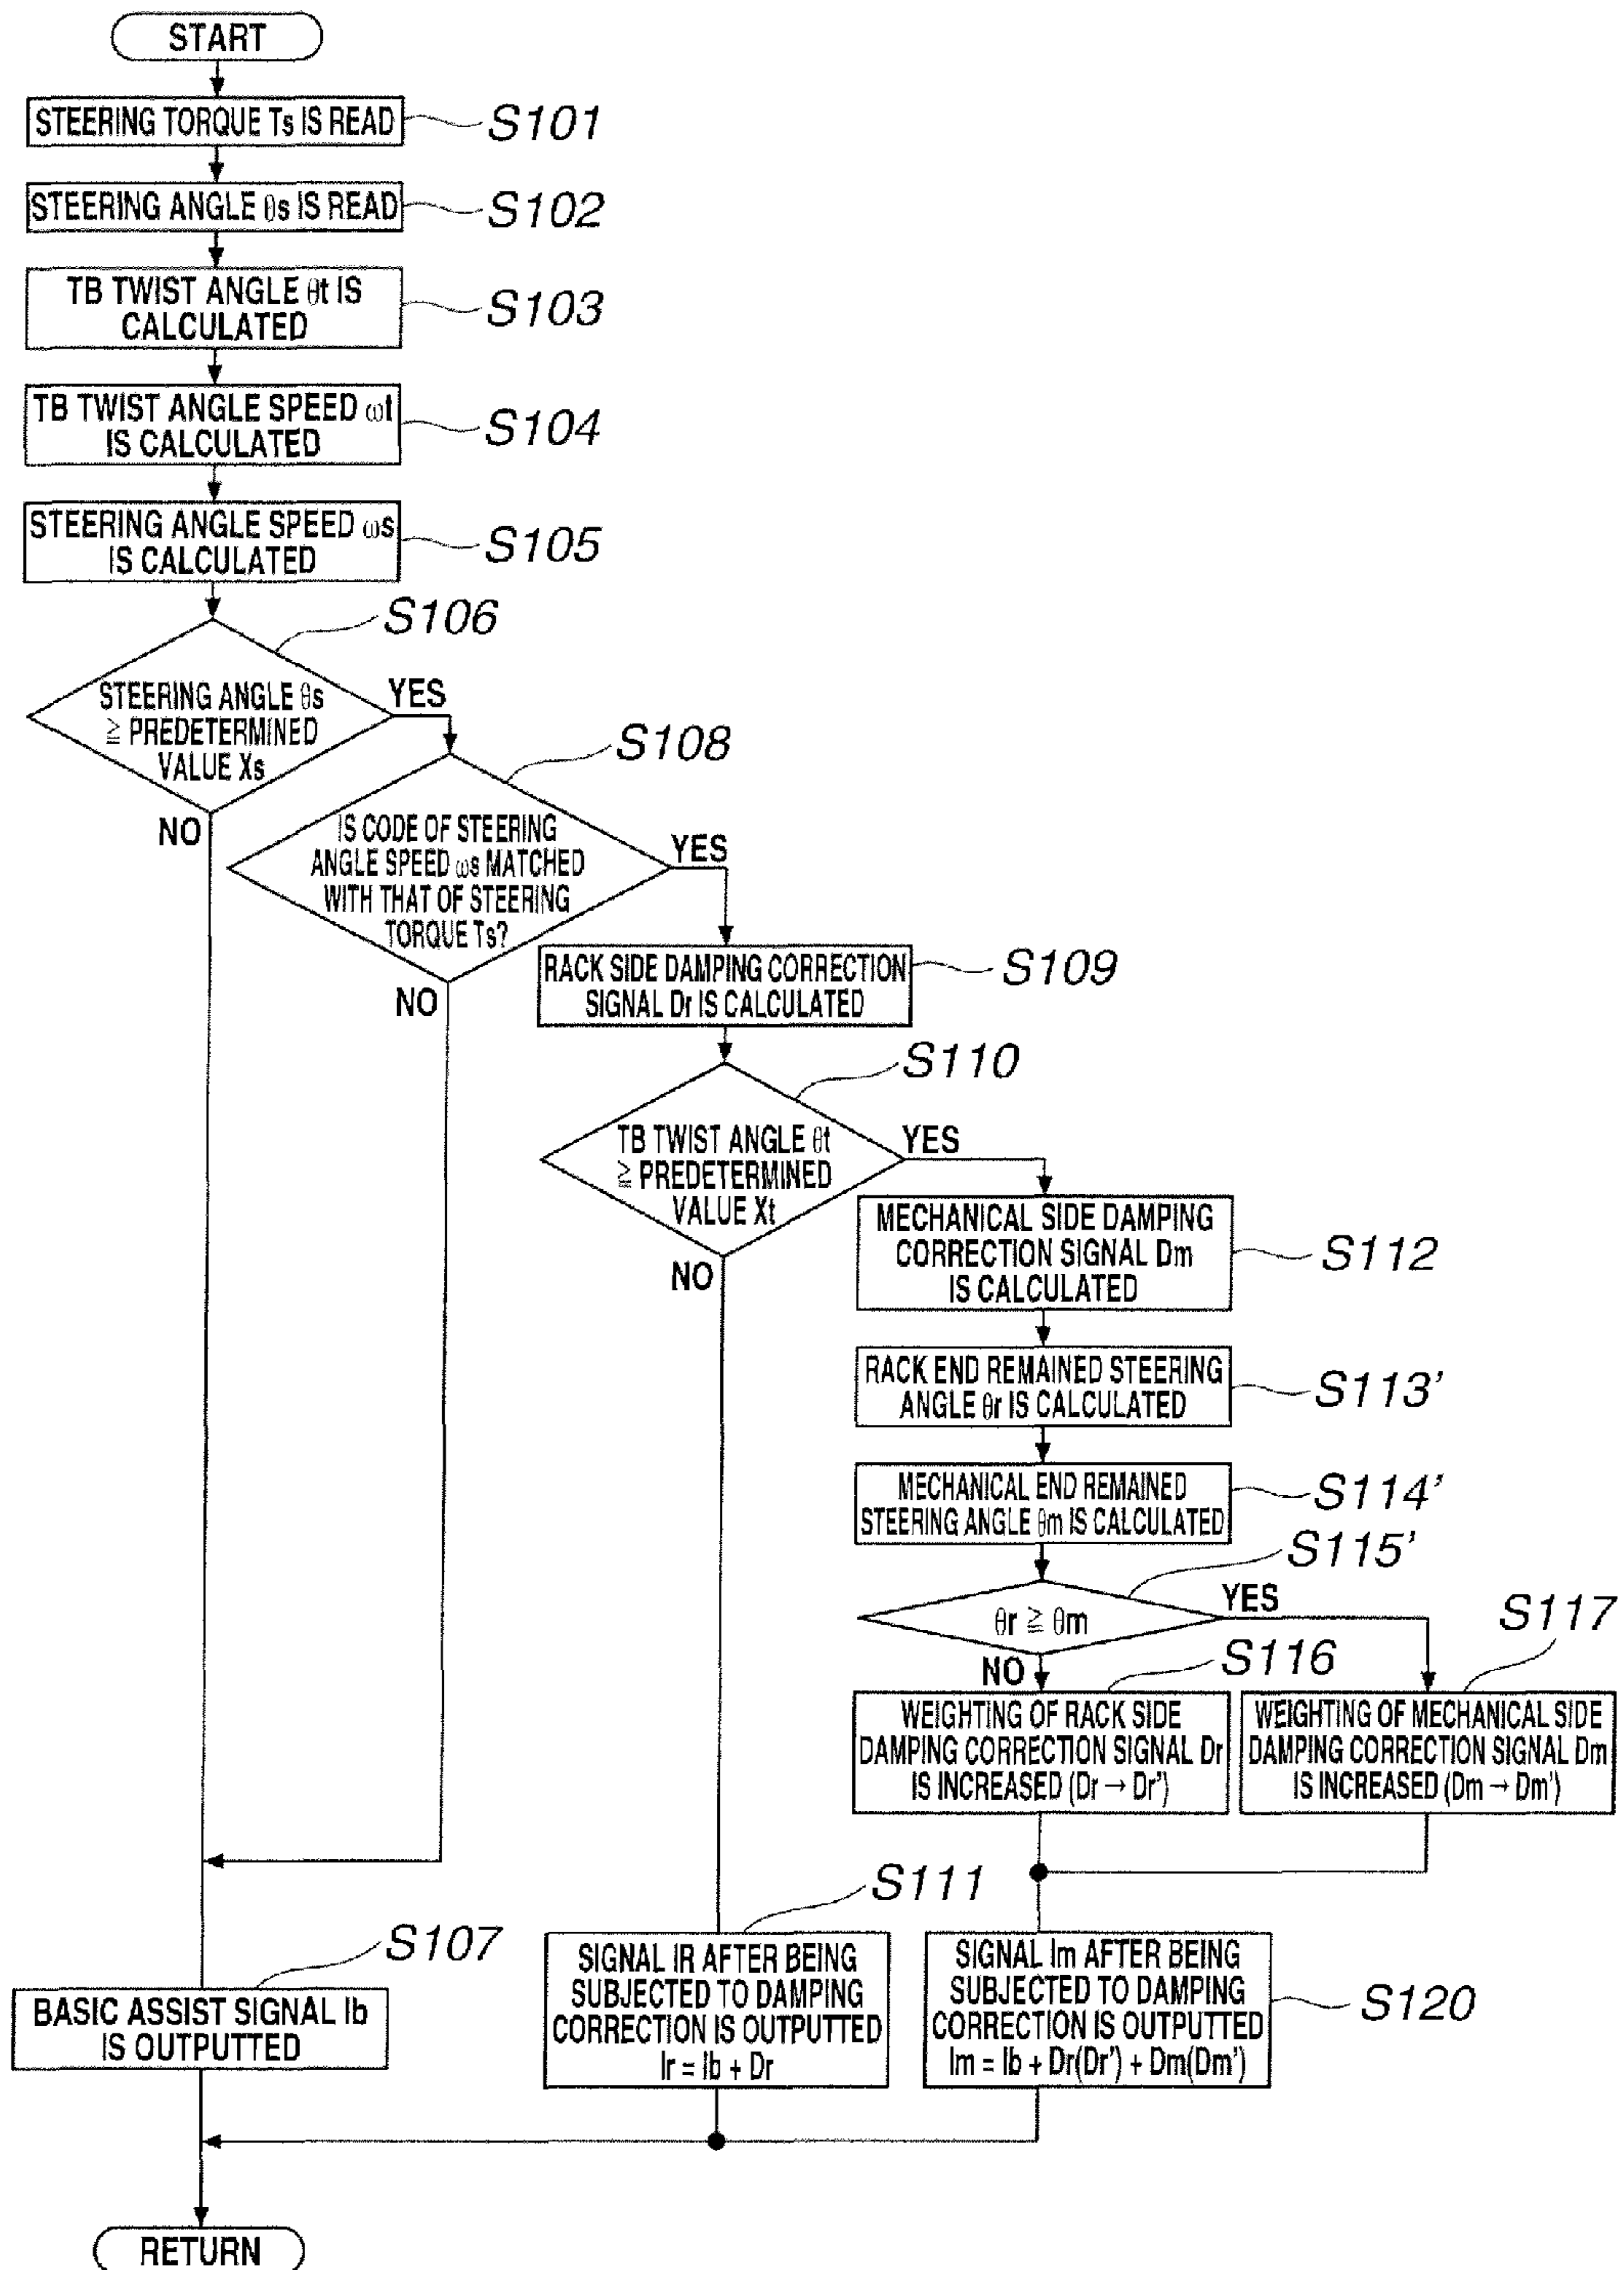 START
STEERING TORQUE Ts IS READ
S101
STEERING ANGLE θs IS READ
S102
TB TWIST ANGLE θt IS
CALCULATED
S103
TB TWIST ANGLE SPEED ωt
IS CALCULATED
S104
STEERING ANGLE SPEED ωs
IS CALCULATED
S105
S106
STEERING ANGLE θs
≧ PREDETERMINED
VALUE Xs
YES
NO
S108
IS CODE OF STEERING
ANGLE SPEED ωs MATCHED
WITH THAT OF STEERING
TORQUE Ts?
YES
NO
RACK SIDE DAMPING CORRECTION
SIGNAL Dr IS CALCULATED
S109
S110
TB TWIST ANGLE θt
≧ PREDETERMINED
VALUE Xt
YES
NO
MECHANICAL SIDE DAMPING
CORRECTION SIGNAL Dm
IS CALCULATED
S112
RACK END REMAINED STEERING
ANGLE θr IS CALCULATED
S113'
MECHANICAL END REMAINED
STEERING ANGLE θm IS CALCULATED
S114'
S115'
θr ≧ θm
YES
NO
S116
WEIGHTING OF RACK SIDE
DAMPING CORRECTION SIGNAL Dr
IS INCREASED (Dr → Dr')
S117
WEIGHTING OF MECHANICAL SIDE
DAMPING CORRECTION SIGNAL Dm
IS INCREASED (Dm → Dm')
S107
BASIC ASSIST SIGNAL Ib
IS OUTPUTTED
S111
SIGNAL IR AFTER BEING
SUBJECTED TO DAMPING
CORRECTION IS OUTPUTTED
Ir = Ib + Dr
SIGNAL Im AFTER BEING
SUBJECTED TO DAMPING
CORRECTION IS OUTPUTTED
Im = Ib + Dr(Dr') + Dm(Dm')
S120
RETURN